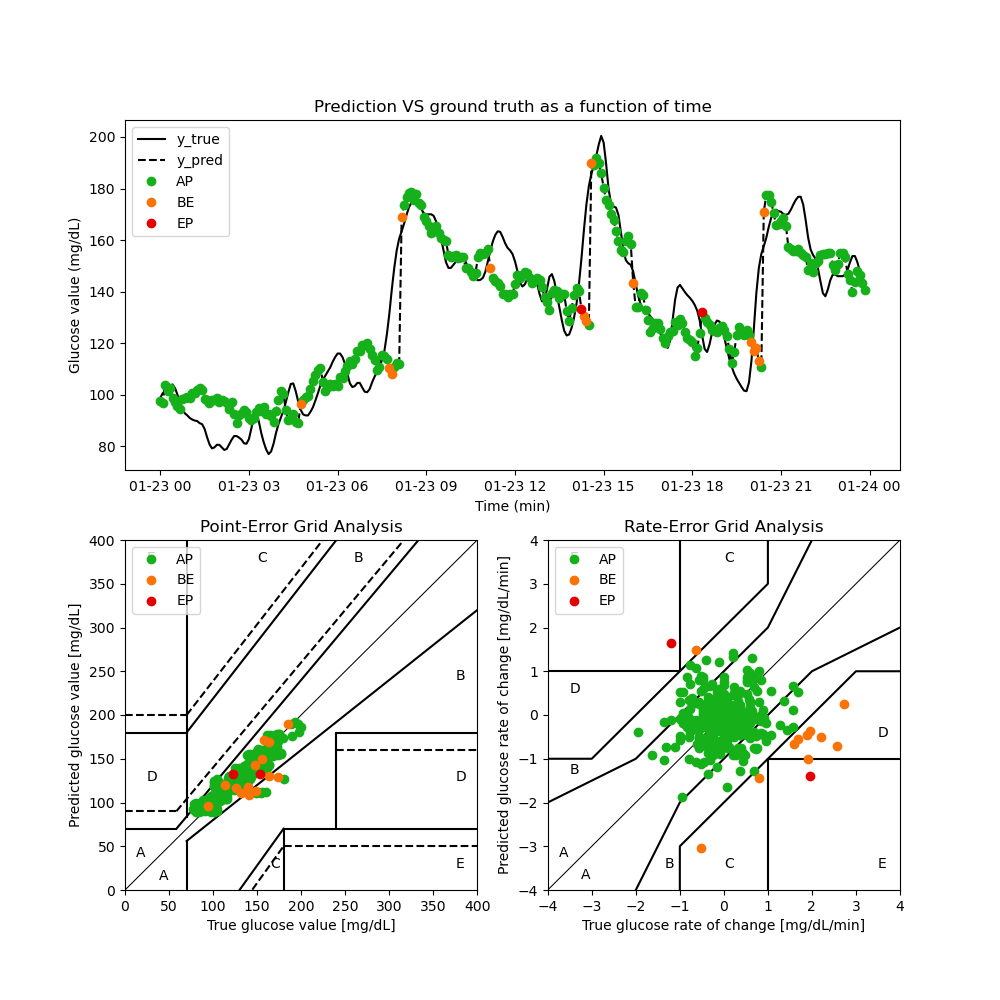 Prediction VS ground truth as a function of time
Glucose value (mg/dL)
200
180
160
140
120
100
80
y_true
y_pred
AP
BE
EP
01-23 00 01-23 03 01-23 06 01-23 09 01-23 12 01-23 15 01-23 18 01-23 21 01-24 00
Time (min)
Point-Error Grid Analysis
Predicted glucose value [mg/dL]
400
350
300
250
200
150
100
50
0
AP
BE
EP
C B
B
D D
A
A C E
0 50 100 150 200 250 300 350 400
True glucose value [mg/dL]
Rate-Error Grid Analysis
Predicted glucose rate of change [mg/dL/min]
4
3
2
1
0
−1
−2
−3
−4
AP
BE
EP
C
D
D
B
A
A B C E
−4 −3 −2 −1 0 1 2 3 4
True glucose rate of change [mg/dL/min]